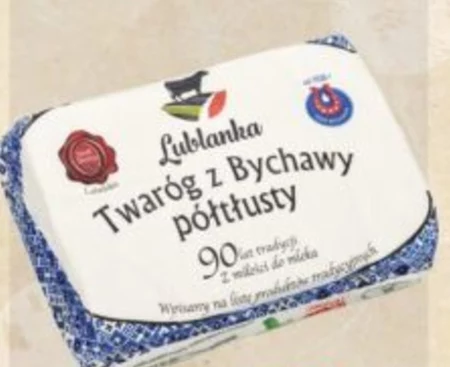 Lublanka
Twaróg z Bychawy
półtłusty
90 lat tradycji
Z miłości do mleka
Wpisany na listę produktów tradycyjnych